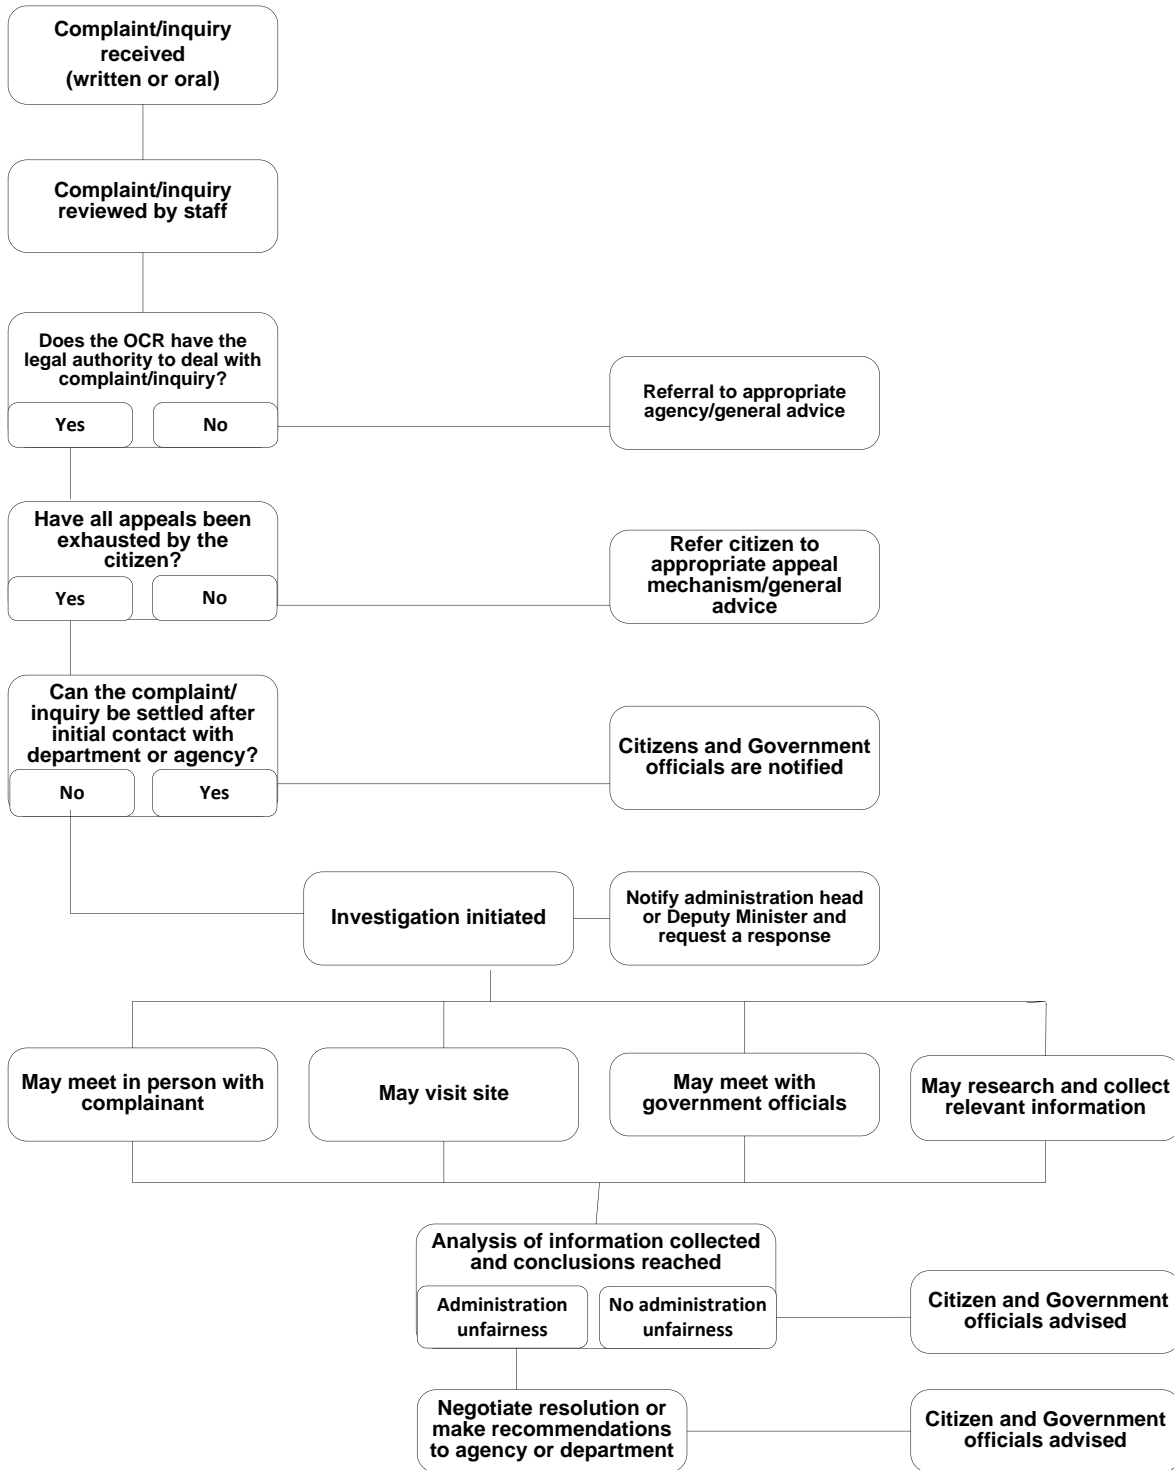 Complaint/inquiry
received
(written or oral)
Complaint/inquiry
reviewed by staff
Does the OCR have the
legal authority to deal with
complaint/inquiry?
Yes
No
Referral to appropriate
agency/general advice
Have all appeals been
exhausted by the
citizen?
Yes
No
Refer citizen to
appropriate appeal
mechanism/general
advice
Can the complaint/
inquiry be settled after
initial contact with
department or agency?
No
Yes
Citizens and Government
officials are notified
Investigation initiated
Notify administration head
or Deputy Minister and
request a response
May meet in person with
complainant
May visit site
May meet with
government officials
May research and collect
relevant information
Analysis of information collected
and conclusions reached
Administration
unfairness
No administration
unfairness
Citizen and Government
officials advised
Negotiate resolution or
make recommendations
to agency or department
Citizen and Government
officials advised